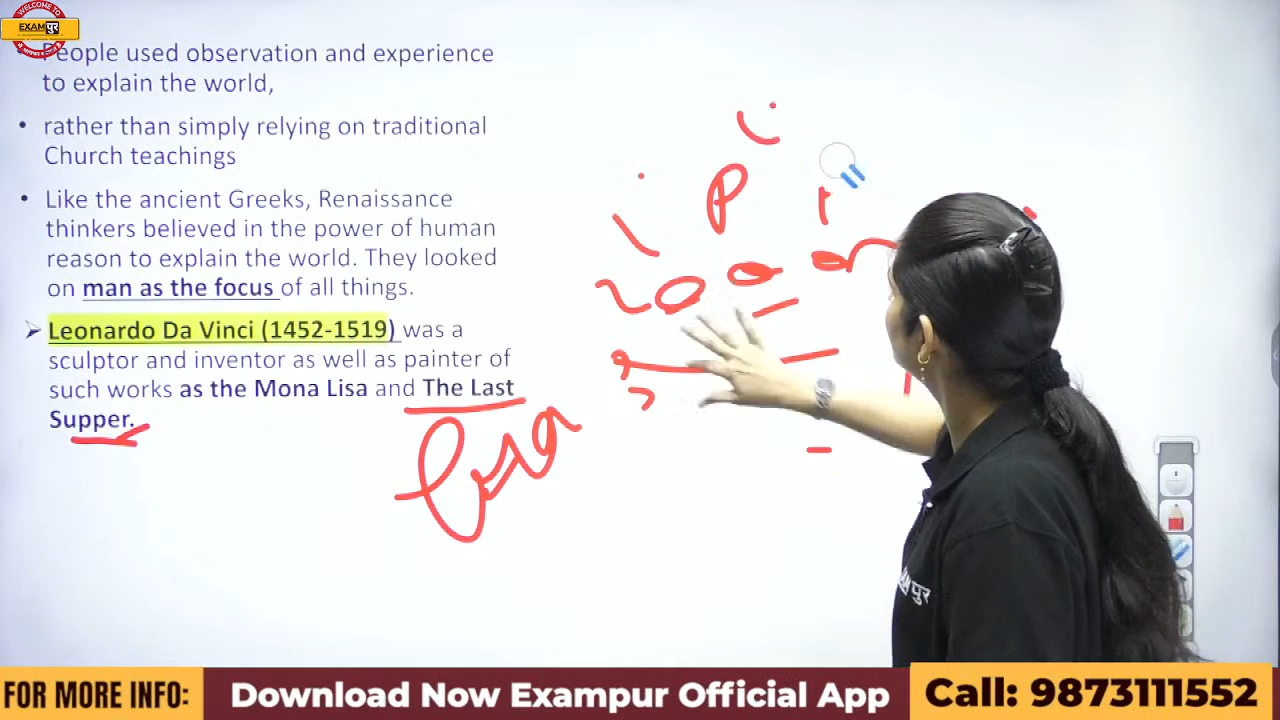 WELCOME TO
EXAMपुर
People used observation and experience
to explain the world,
• rather than simply relying on traditional
Church teachings
• Like the ancient Greeks, Renaissance
thinkers believed in the power of human
reason to explain the world. They looked
on man as the focus of all things.
➢ Leonardo Da Vinci (1452-1519) was a
sculptor and inventor as well as painter of
such works as the Mona Lisa and The Last
Supper.
FOR MORE INFO:
Download Now Exampur Official App
Call: 9873111552